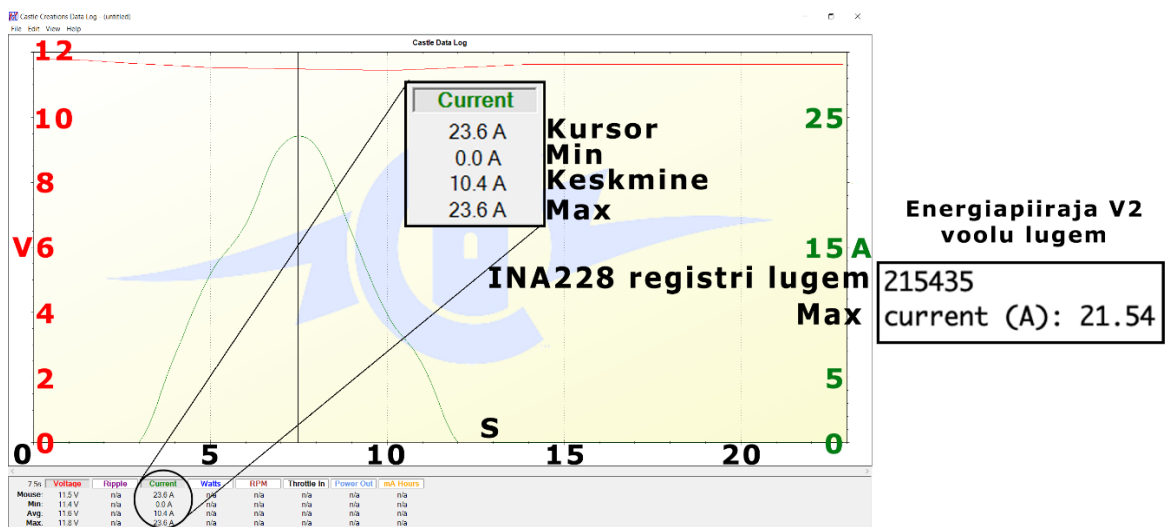 Castle Creations Data Log (untitled)
File Edit View Help
Castle Data Log
12
10
8
V6
4
2
0
25
15 A
5
0
Current
23.6 A Kursor
0.0 A Min
10.4 A Keskmine
23.6 A Max
Energiapiiraja V2
voolu lugem
INA228 registri lugem 215435
Max current (A): 21.54
S
0 5 10 15 20
7.5s Voltage Ripple Current Watts RPM Throttle In Power Out mA Hours
Mouse: 11.5 V n/a 23.6 A n/a n/a n/a n/a n/a
Min: 11.4 V n/a 0.0 A n/a n/a n/a n/a n/a
Avg. 11.6 V n/a 10.4 A n/a n/a n/a n/a n/a
Max. 11.8 V n/a 23.6 A n/a n/a n/a n/a n/a